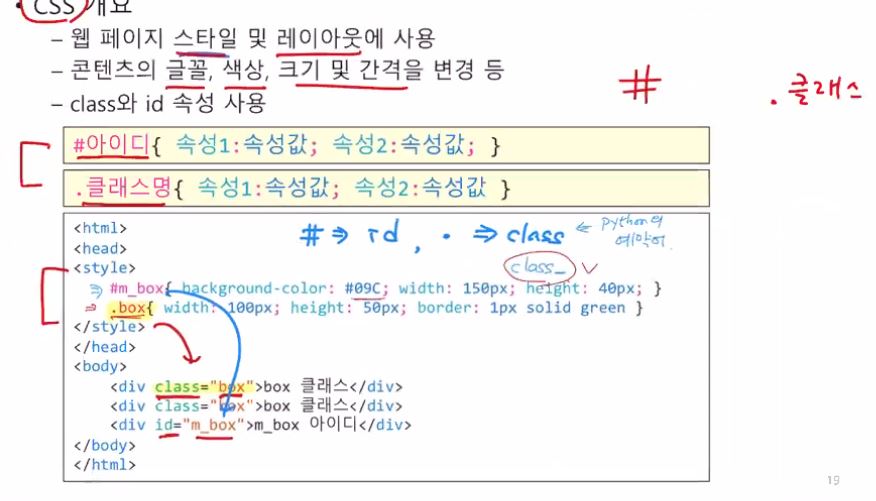 • CSS 개요
– 웹 페이지 스타일 및 레이아웃에 사용
– 콘텐츠의 글꼴, 색상, 크기 및 간격을 변경 등
– class와 id 속성 사용
# . 클래스
#아이디{ 속성1:속성값; 속성2:속성값; }
.클래스명{ 속성1:속성값; 속성2:속성값 }
# ⇒ id, . ⇒ class ⇐ Python의
예약어.
class_ ✓
<html>
<head>
<style>
⇒ #m_box{ background-color: #09C; width: 150px; height: 40px; }
⇒ .box{ width: 100px; height: 50px; border: 1px solid green }
</style>
</head>
<body>
<div class="box">box 클래스</div>
<div class="box">box 클래스</div>
<div id="m_box">m_box 아이디</div>
</body>
</html>
19